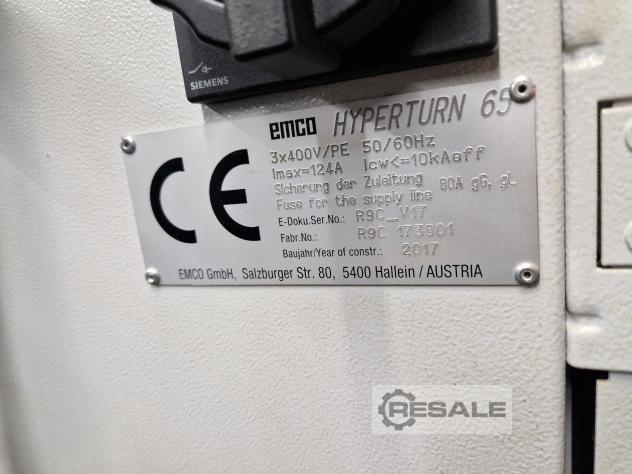 SIEMENS
emco HYPERTURN 65
3x400V/PE 50/60Hz
Imax=124A Icw<=10kAeff
Sicherung der Zuleitung 80A gG, gL
Fuse for the supply line
E-Doku.Ser.No.: R9C_V17
Fabr.No.: R9C 173901
Baujahr/Year of constr.: 2017
EMCO GmbH, Salzburger Str. 80, 5400 Hallein / AUSTRIA
CE
RESALE